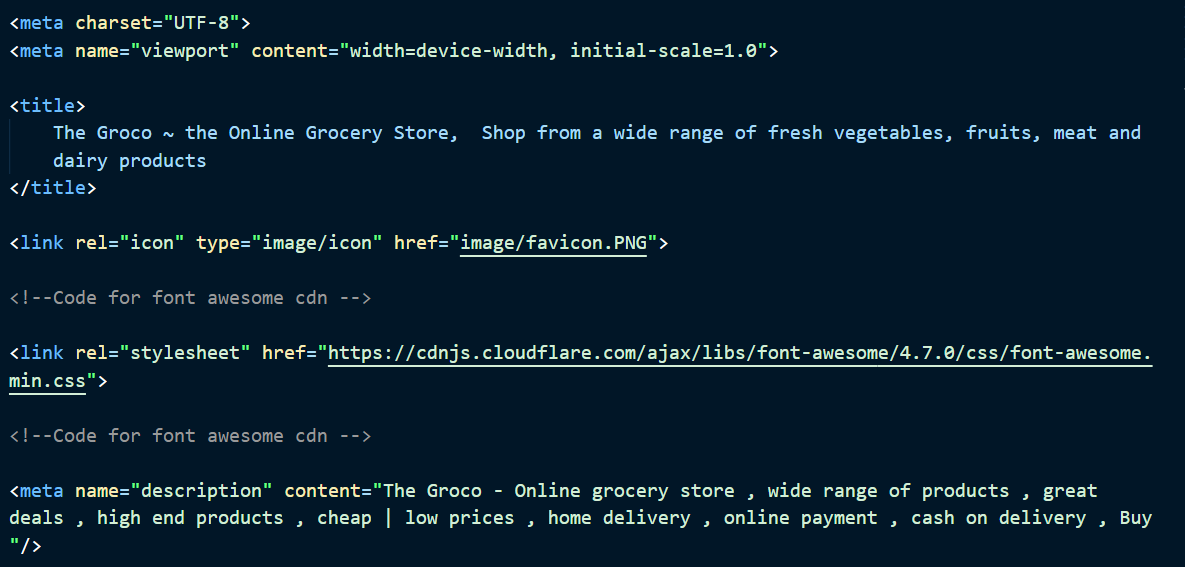 <meta charset="UTF-8">
<meta name="viewport" content="width=device-width, initial-scale=1.0">
<title>
The Groco ~ the Online Grocery Store,  Shop from a wide range of fresh vegetables, fruits, meat and
dairy products
</title>
<link rel="icon" type="image/icon" href="image/favicon.PNG">
<!--Code for font awesome cdn -->
<link rel="stylesheet" href="https://cdnjs.cloudflare.com/ajax/libs/font-awesome/4.7.0/css/font-awesome.
min.css">
<!--Code for font awesome cdn -->
<meta name="description" content="The Groco - Online grocery store , wide range of products , great
deals , high end products , cheap | low prices , home delivery , online payment , cash on delivery , Buy
"/>